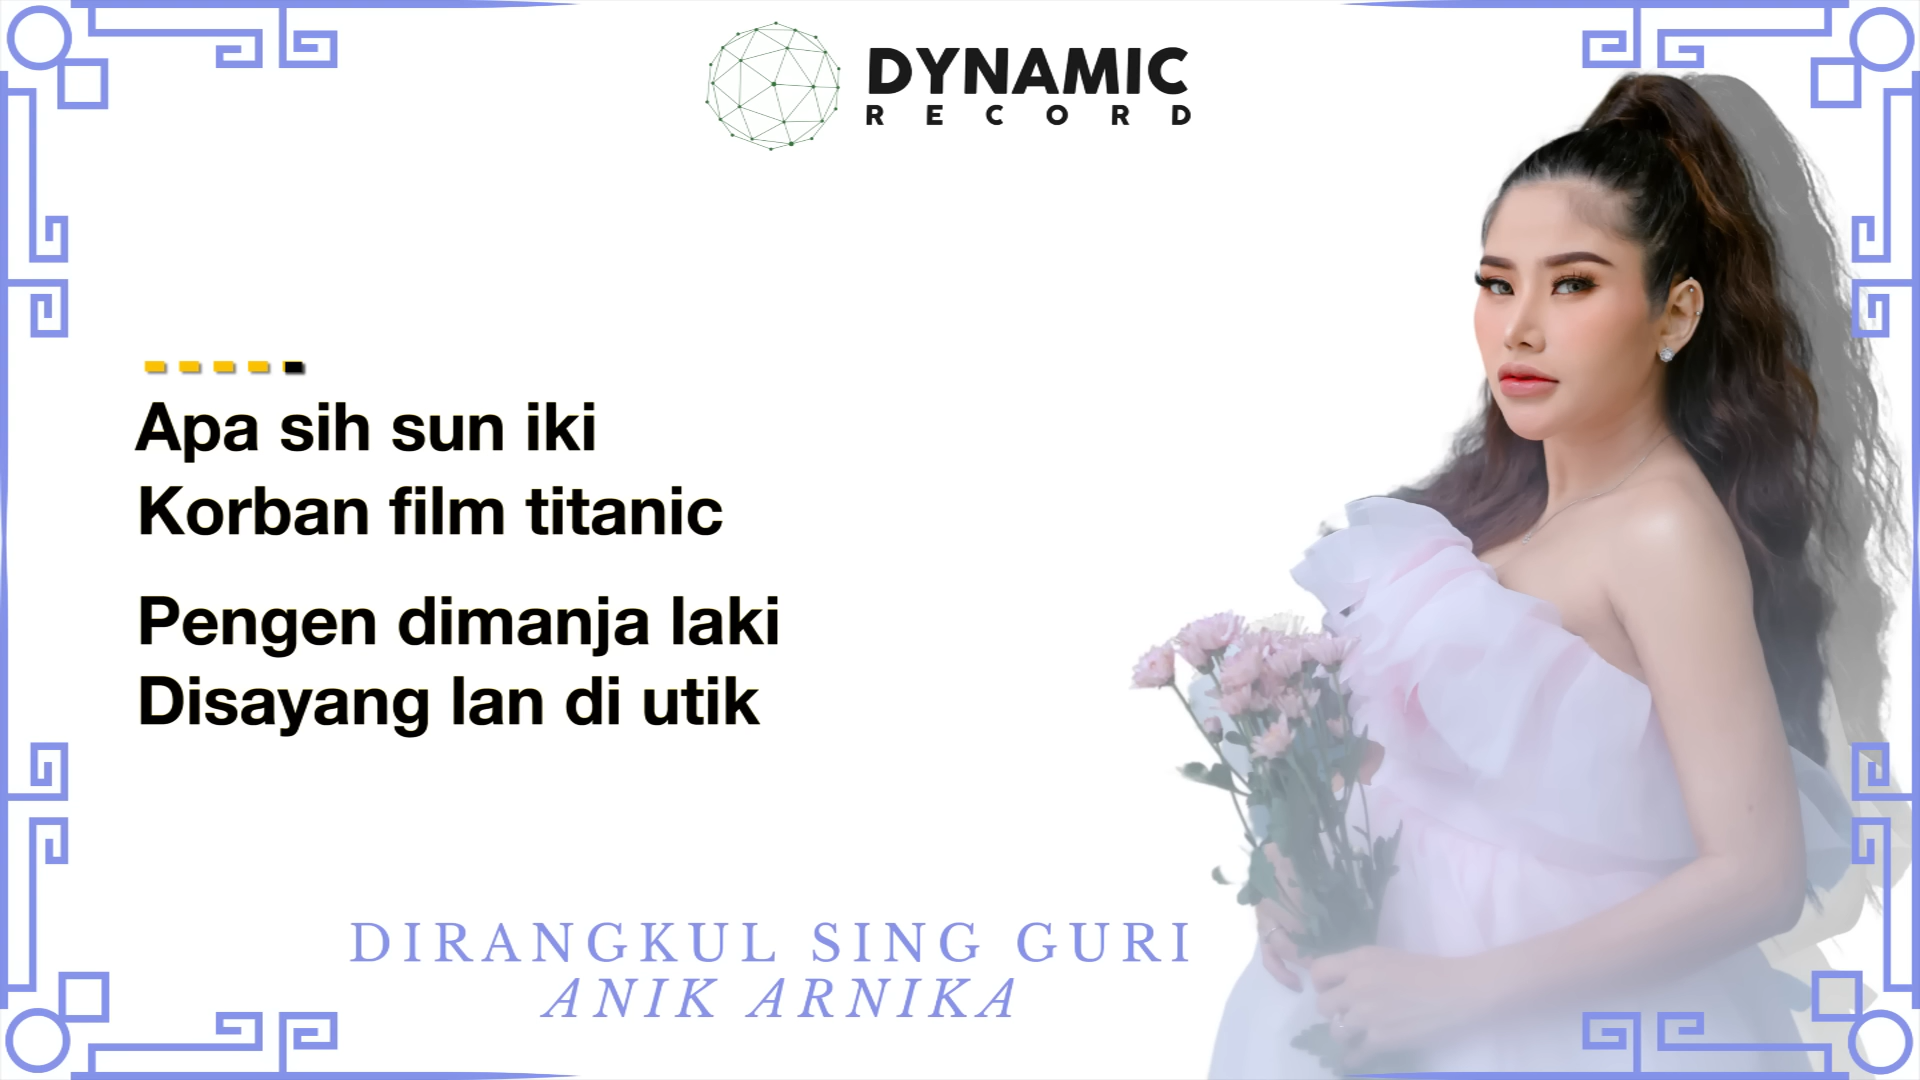 DYNAMIC
RECORD
Apa sih sun iki
Korban film titanic
Pengen dimanja laki
Disayang lan di utik
DIRANGKUL SING GURI
ANIK ARNIKA